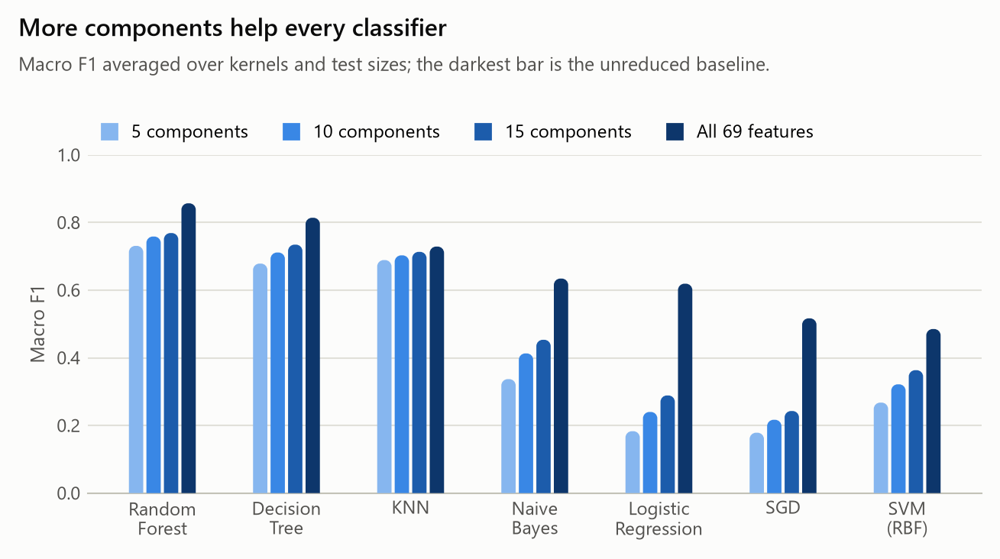 More components help every classifier
Macro F1 averaged over kernels and test sizes; the darkest bar is the unreduced baseline.
5 components
10 components
15 components
All 69 features
1.0
0.8
0.6
0.4
0.2
0.0
Macro F1
Random
Forest
Decision
Tree
KNN
Naive
Bayes
Logistic
Regression
SGD
SVM
(RBF)